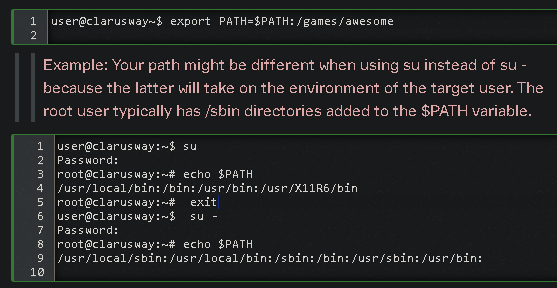 1 user@clarusway:~$ export PATH=$PATH:/games/awesome
2
Example: Your path might be different when using su instead of su -
because the latter will take on the environment of the target user. The
root user typically has /sbin directories added to the $PATH variable.
1 user@clarusway:~$ su
2 Password:
3 root@clarusway:~# echo $PATH
4 /usr/local/bin:/bin:/usr/bin:/usr/X11R6/bin
5 root@clarusway:~#  exit
6 user@clarusway:~$  su -
7 Password:
8 root@clarusway:~# echo $PATH
9 /usr/local/sbin:/usr/local/bin:/sbin:/bin:/usr/sbin:/usr/bin:
10